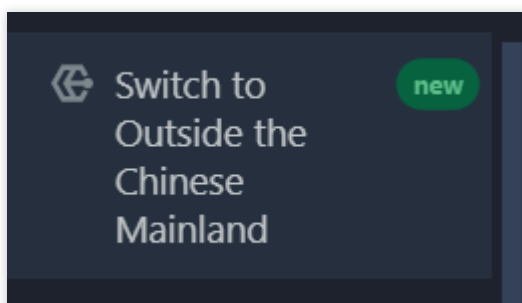 Switch to
Outside the
Chinese
Mainland
new